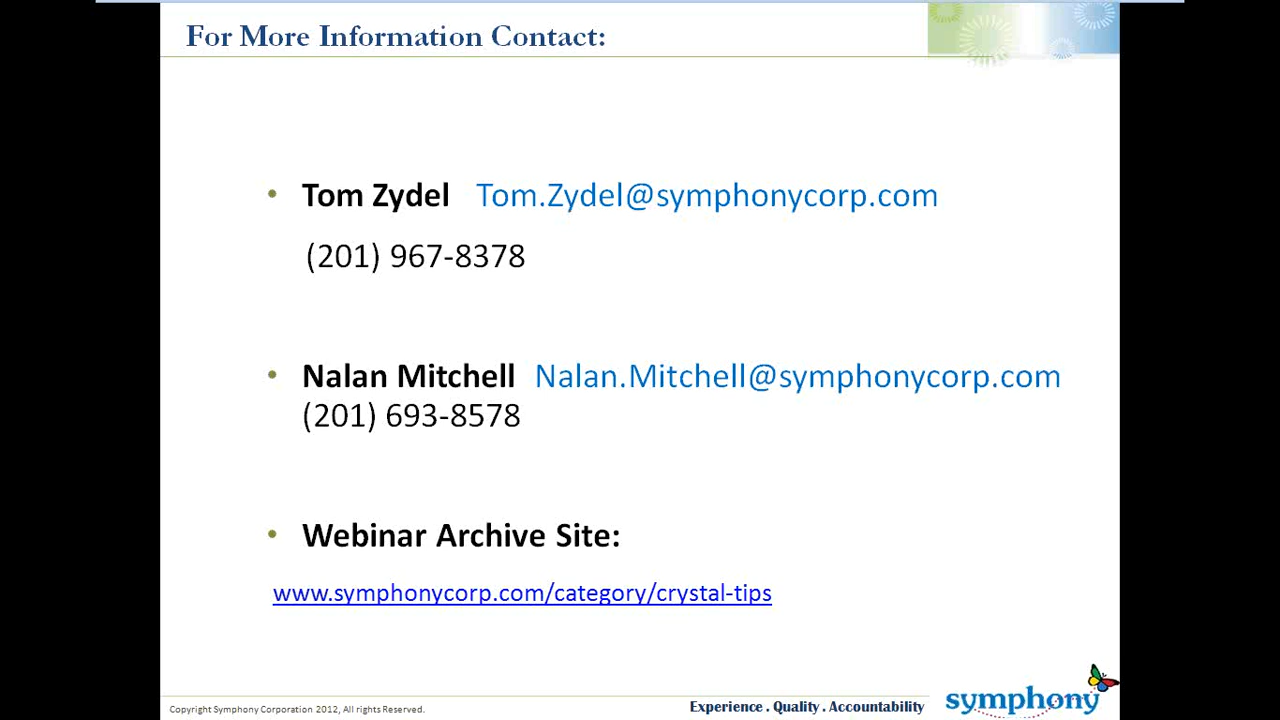 For More Information Contact:
• Tom Zydel Tom.Zydel@symphonycorp.com
(201) 967-8378
• Nalan Mitchell Nalan.Mitchell@symphonycorp.com
(201) 693-8578
• Webinar Archive Site:
www.symphonycorp.com/category/crystal-tips
Copyright Symphony Corporation 2012, All rights Reserved.
Experience . Quality . Accountability
symphony